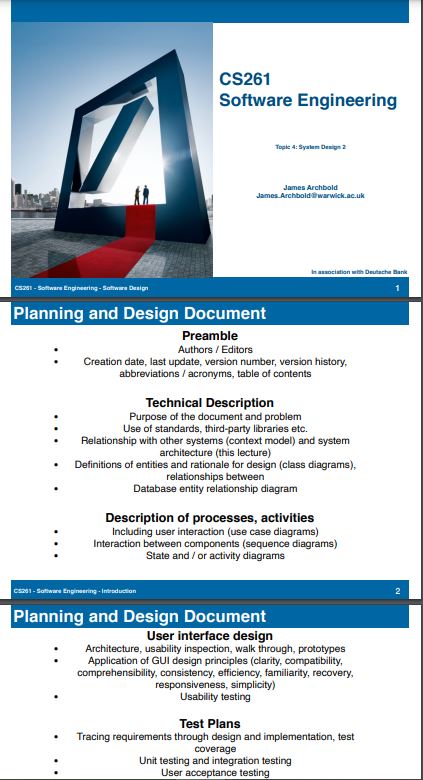 CS261
Software Engineering
Topic 4: System Design 2
James Archbold
James.Archbold@warwick.ac.uk
In association with Deutsche Bank
CS261 - Software Engineering - Software Design
1
Planning and Design Document
Preamble
• Authors / Editors
• Creation date, last update, version number, version history,
abbreviations / acronyms, table of contents
Technical Description
• Purpose of the document and problem
• Use of standards, third-party libraries etc.
• Relationship with other systems (context model) and system
architecture (this lecture)
• Definitions of entities and rationale for design (class diagrams),
relationships between
• Database entity relationship diagram
Description of processes, activities
• Including user interaction (use case diagrams)
• Interaction between components (sequence diagrams)
• State and / or activity diagrams
CS261 - Software Engineering - Introduction
2
Planning and Design Document
User interface design
• Architecture, usability inspection, walk through, prototypes
• Application of GUI design principles (clarity, compatibility,
comprehensibility, consistency, efficiency, familiarity, recovery,
responsiveness, simplicity)
• Usability testing
Test Plans
• Tracing requirements through design and implementation, test
coverage
• Unit testing and integration testing
• User acceptance testing